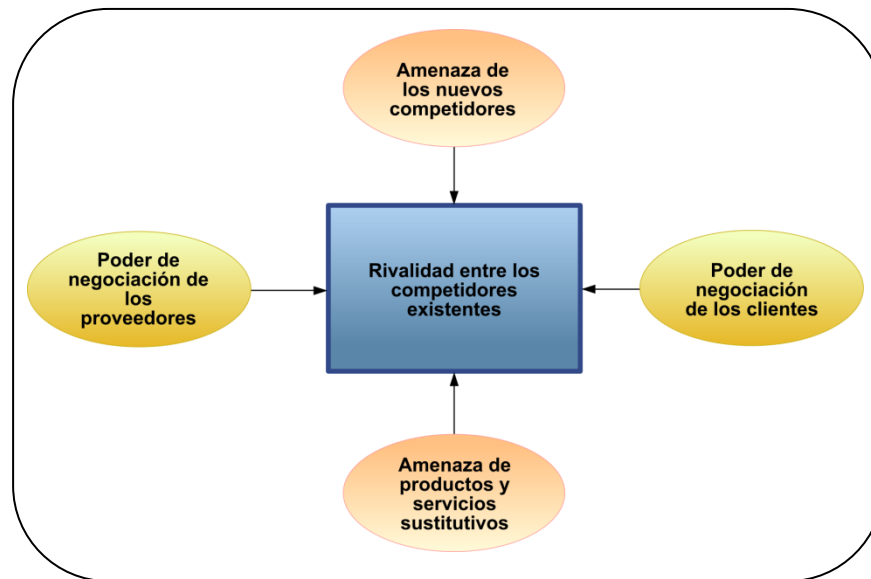 Amenaza de
los nuevos
competidores
Poder de
negociación de
los
proveedores
Rivalidad entre los
competidores
existentes
Poder de
negociación
de los clientes
Amenaza de
productos y
servicios
sustitutivos